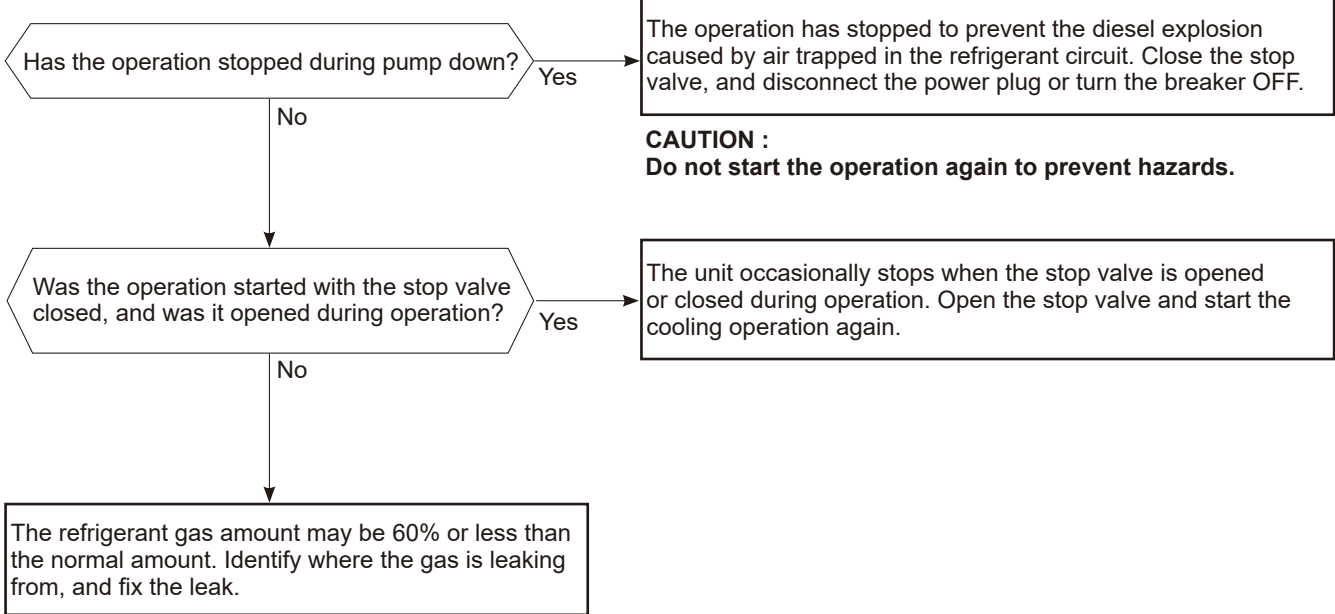 Has the operation stopped during pump down?
Yes
The operation has stopped to prevent the diesel explosion
caused by air trapped in the refrigerant circuit. Close the stop
valve, and disconnect the power plug or turn the breaker OFF.
No
CAUTION :
Do not start the operation again to prevent hazards.
Was the operation started with the stop valve
closed, and was it opened during operation?
Yes
The unit occasionally stops when the stop valve is opened
or closed during operation. Open the stop valve and start the
cooling operation again.
No
The refrigerant gas amount may be 60% or less than
the normal amount. Identify where the gas is leaking
from, and fix the leak.